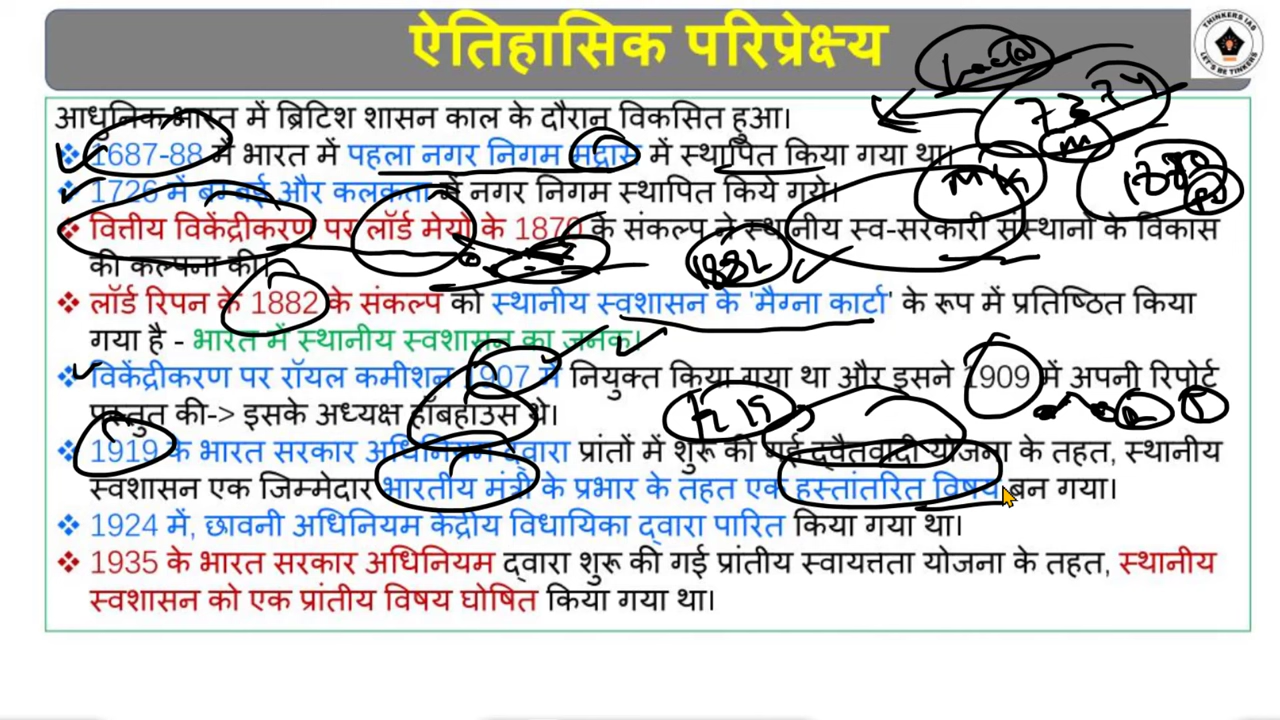 ऐतिहासिक परिप्रेक्ष्य
THINKERS IAS
LET'S BE TINKERS
आधुनिक भारत में ब्रिटिश शासन काल के दौरान विकसित हुआ।
1687-88 में भारत में पहला नगर निगम मद्रास में स्थापित किया गया था।
1726 में बम्बई और कलकत्ता में नगर निगम स्थापित किये गये।
वित्तीय विकेंद्रीकरण पर लॉर्ड मेयो के 1870 के संकल्प ने स्थानीय स्व-सरकारी संस्थानों के विकास
की कल्पना की।
लॉर्ड रिपन के 1882 के संकल्प को स्थानीय स्वशासन के 'मैग्ना कार्टा' के रूप में प्रतिष्ठित किया
गया है - भारत में स्थानीय स्वशासन का जनक।
विकेंद्रीकरण पर रॉयल कमीशन 1907 में नियुक्त किया गया था और इसने 1909 में अपनी रिपोर्ट
प्रस्तुत की-> इसके अध्यक्ष हॉबहाउस थे।
1919 के भारत सरकार अधिनियम द्वारा प्रांतों में शुरू की गई द्वैतवादी योजना के तहत, स्थानीय
स्वशासन एक जिम्मेदार भारतीय मंत्री के प्रभार के तहत एक हस्तांतरित विषय बन गया।
1924 में, छावनी अधिनियम केंद्रीय विधायिका द्वारा पारित किया गया था।
1935 के भारत सरकार अधिनियम द्वारा शुरू की गई प्रांतीय स्वायत्तता योजना के तहत, स्थानीय
स्वशासन को एक प्रांतीय विषय घोषित किया गया था।